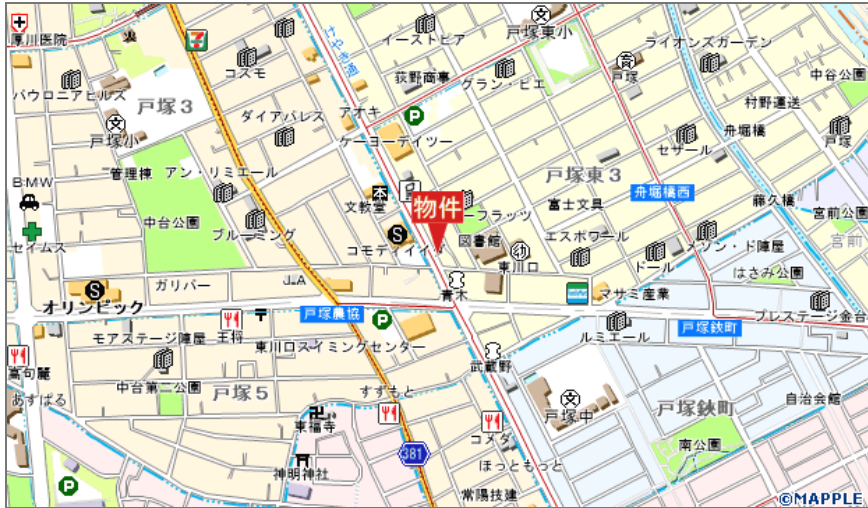 厚川医院
コスモ
イーストピア
戸塚東小
戸塚
ライオンズガーデン
けやき通
荻野商事
グラン・ピエ
中谷公園
パウロニアヒルズ
戸塚3
ダイアパレス
アオキ
P
村野運送
戸塚小
ケーヨーデイツー
舟堀橋
戸塚
セザール
管理棟
アン・リミエール
戸塚東3
BMW
本
舟堀橋西
藤久橋
中台公園
文教堂
物件
ーフラッツ
富士文具
宮前公園
宮前
セイムス
ブルーミング
S
コモディイイダ
図書館
エスポワール
メゾン・ド陣屋
東川口
ドール
はさみ公園
ガリバー
JA
S
青木
マサミ産業
オリンピック
戸塚農協
P
戸塚鋏町
プレステージ金谷
モアステージ陣屋
王将
東川口スイミングセンター
ルミエール
武蔵野
高句麗
中台第二公園
あすぱる
戸塚5
すずもと
戸塚中
戸塚鋏町
自治会館
東福寺
コメダ
381
南公園
神明神社
ほっともっと
P
常陽技建
©MAPPLE